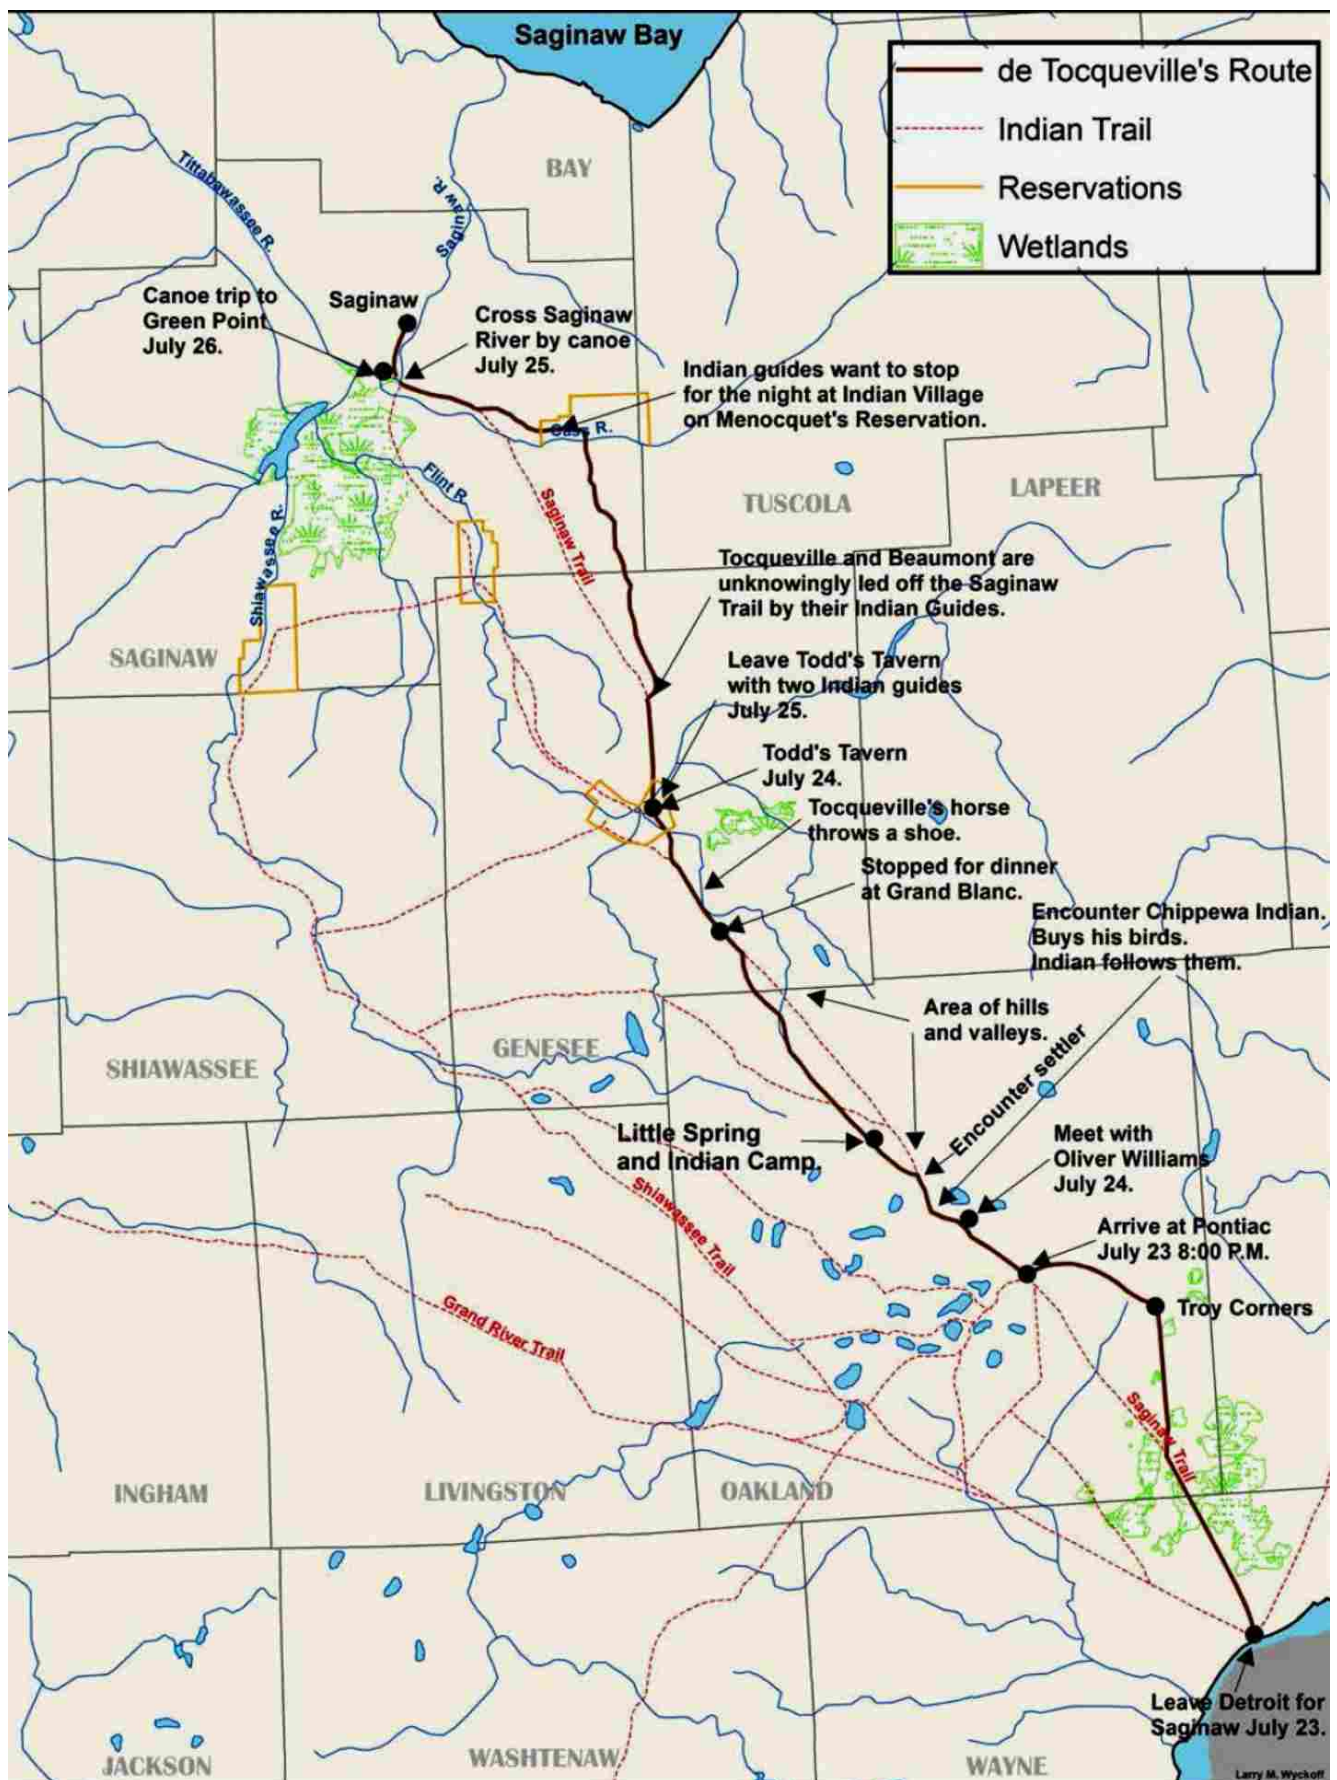 Saginaw Bay
de Tocqueville's Route
Indian Trail
Reservations
Wetlands
BAY
Tittabawassee R.
Saginaw R.
Canoe trip to
Green Point
July 26.
Saginaw
Cross Saginaw
River by canoe
July 25.
Indian guides want to stop
for the night at Indian Village
on Menocquet's Reservation.
Cass R.
Flint R.
Saginaw Trail
TUSCOLA
LAPEER
Shiawassee R.
Tocqueville and Beaumont are
unknowingly led off the Saginaw
Trail by their Indian Guides.
SAGINAW
Leave Todd's Tavern
with two Indian guides
July 25.
Todd's Tavern
July 24.
Tocqueville's horse
throws a shoe.
Stopped for dinner
at Grand Blanc.
Encounter Chippewa Indian.
Buys his birds.
Indian follows them.
Area of hills
and valleys.
Encounter settler
SHIAWASSEE
GENESEE
Little Spring
and Indian Camp.
Meet with
Oliver Williams
July 24.
Shiawassee Trail
Arrive at Pontiac
July 23 8:00 P.M.
Troy Corners
Grand River Trail
Saginaw Trail
INGHAM
LIVINGSTON
OAKLAND
Leave Detroit for
Saginaw July 23.
JACKSON
WASHTENAW
WAYNE
Larry M. Wyckoff